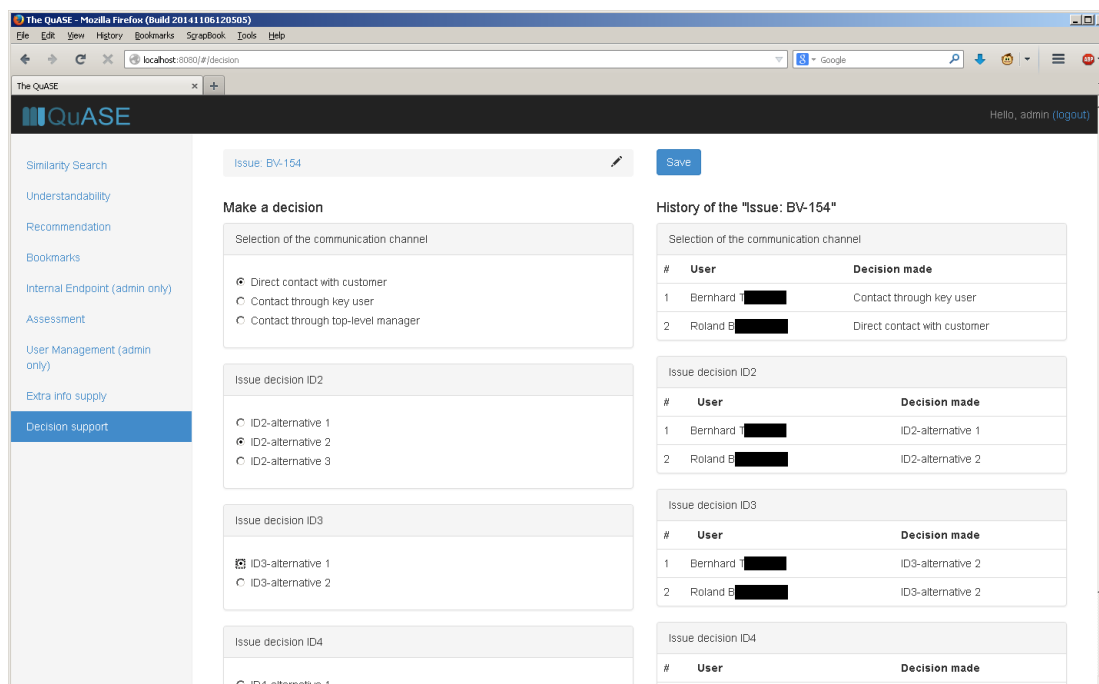 The QuASE - Mozilla Firefox (Build 20141106120505)
File Edit View History Bookmarks ScrapBook Tools Help
localhost:8080/#/decision
8 Google
ABP
The QuASE × +
QuASE
Hello, admin (logout)
Similarity Search
Understandability
Recommendation
Bookmarks
Internal Endpoint (admin only)
Assessment
User Management (admin
only)
Extra info supply
Decision support
Issue: BV-154
Save
Make a decision
Selection of the communication channel
Direct contact with customer
Contact through key user
Contact through top-level manager
Issue decision ID2
ID2-alternative 1
ID2-alternative 2
ID2-alternative 3
Issue decision ID3
ID3-alternative 1
ID3-alternative 2
Issue decision ID4
ID4-alternative 1
History of the "Issue: BV-154"
Selection of the communication channel
# User Decision made
1 Bernhard T Contact through key user
2 Roland B Direct contact with customer
Issue decision ID2
# User Decision made
1 Bernhard T ID2-alternative 1
2 Roland B ID2-alternative 2
Issue decision ID3
# User Decision made
1 Bernhard T ID3-alternative 2
2 Roland B ID3-alternative 2
Issue decision ID4
# User Decision made